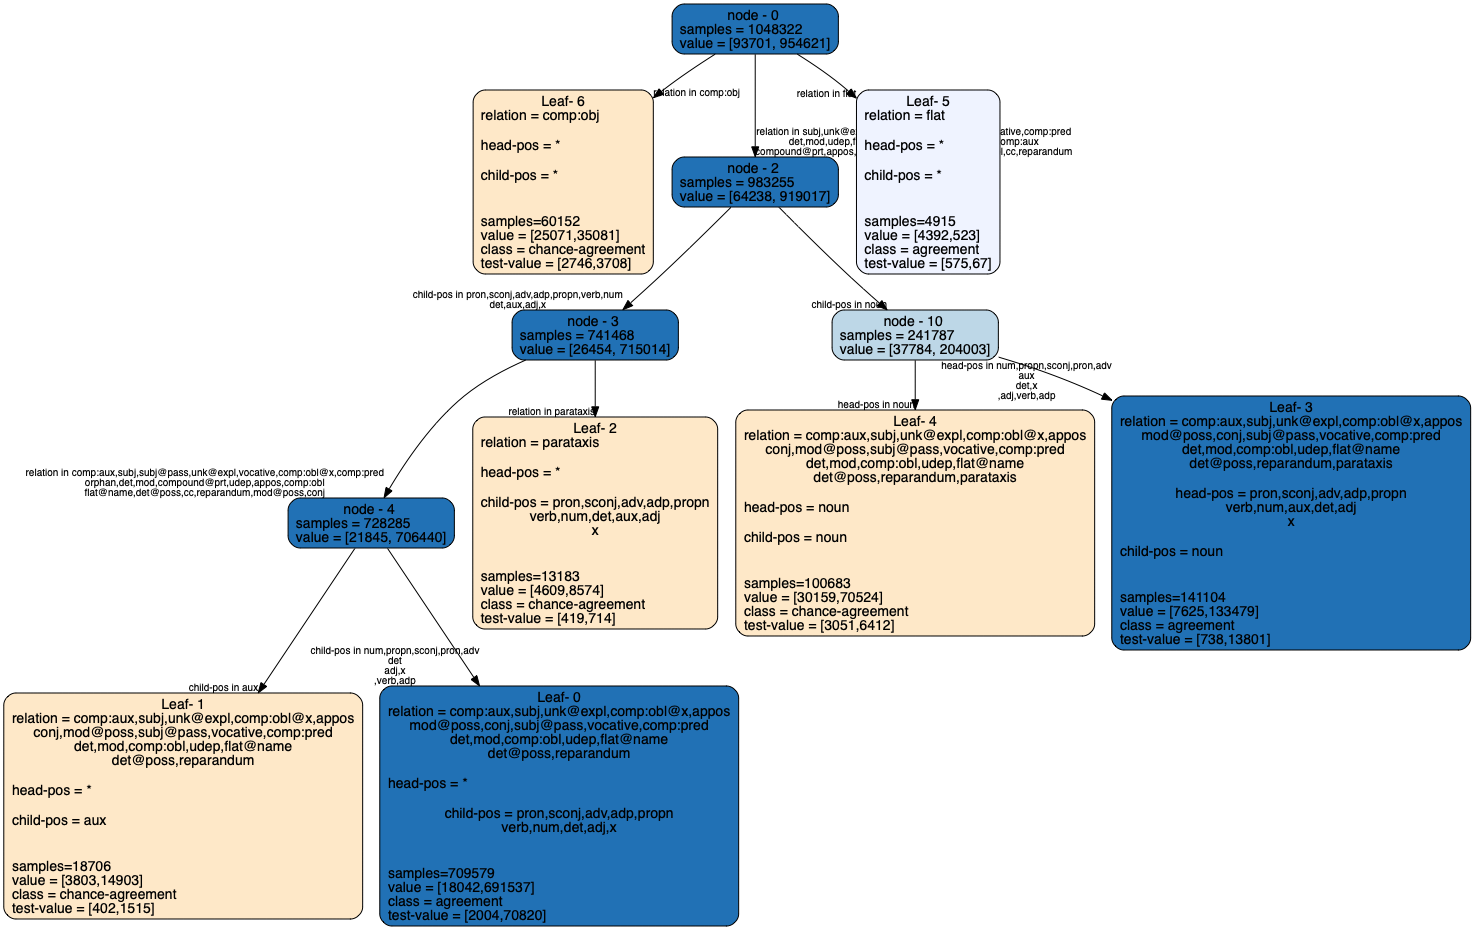 node - 0
samples = 1048322
value = [93701, 954621]
relation in comp:obj
relation in
relation in subj,unk@ex
det,mod,udep,f
compound@prt,appos,
ative,comp:pred
omp:aux
l,cc,reparandum
Leaf- 6
relation = comp:obj
head-pos = *
child-pos = *
samples=60152
value = [25071,35081]
class = chance-agreement
test-value = [2746,3708]
node - 2
samples = 983255
value = [64238, 919017]
Leaf- 5
relation = flat
head-pos = *
child-pos = *
samples=4915
value = [4392,523]
class = agreement
test-value = [575,67]
child-pos in pron,sconj,adv,adp,propn,verb,num
det,aux,adj,x
child-pos in noun
node - 3
samples = 741468
value = [26454, 715014]
node - 10
samples = 241787
value = [37784, 204003]
relation in parataxis
head-pos in noun
head-pos in num,propn,sconj,pron,adv
aux
det,x
,adj,verb,adp
relation in comp:aux,subj,subj@pass,unk@expl,vocative,comp:obl@x,comp:pred
orphan,det,mod,compound@prt,udep,appos,comp:obl
flat@name,det@poss,cc,reparandum,mod@poss,conj
node - 4
samples = 728285
value = [21845, 706440]
Leaf- 2
relation = parataxis
head-pos = *
child-pos = pron,sconj,adv,adp,propn
verb,num,det,aux,adj
x
samples=13183
value = [4609,8574]
class = chance-agreement
test-value = [419,714]
Leaf- 4
relation = comp:aux,subj,unk@expl,comp:obl@x,appos
conj,mod@poss,subj@pass,vocative,comp:pred
det,mod,comp:obl,udep,flat@name
det@poss,reparandum,parataxis
head-pos = noun
child-pos = noun
samples=100683
value = [30159,70524]
class = chance-agreement
test-value = [3051,6412]
Leaf- 3
relation = comp:aux,subj,unk@expl,comp:obl@x,appos
mod@poss,conj,subj@pass,vocative,comp:pred
det,mod,comp:obl,udep,flat@name
det@poss,reparandum,parataxis
head-pos = pron,sconj,adv,adp,propn
verb,num,aux,det,adj
x
child-pos = noun
samples=141104
value = [7625,133479]
class = agreement
test-value = [738,13801]
child-pos in aux
child-pos in num,propn,sconj,pron,adv
det
adj,x
,verb,adp
Leaf- 1
relation = comp:aux,subj,unk@expl,comp:obl@x,appos
conj,mod@poss,subj@pass,vocative,comp:pred
det,mod,comp:obl,udep,flat@name
det@poss,reparandum
head-pos = *
child-pos = aux
samples=18706
value = [3803,14903]
class = chance-agreement
test-value = [402,1515]
Leaf- 0
relation = comp:aux,subj,unk@expl,comp:obl@x,appos
mod@poss,conj,subj@pass,vocative,comp:pred
det,mod,comp:obl,udep,flat@name
det@poss,reparandum
head-pos = *
child-pos = pron,sconj,adv,adp,propn
verb,num,det,adj,x
samples=709579
value = [18042,691537]
class = agreement
test-value = [2004,70820]